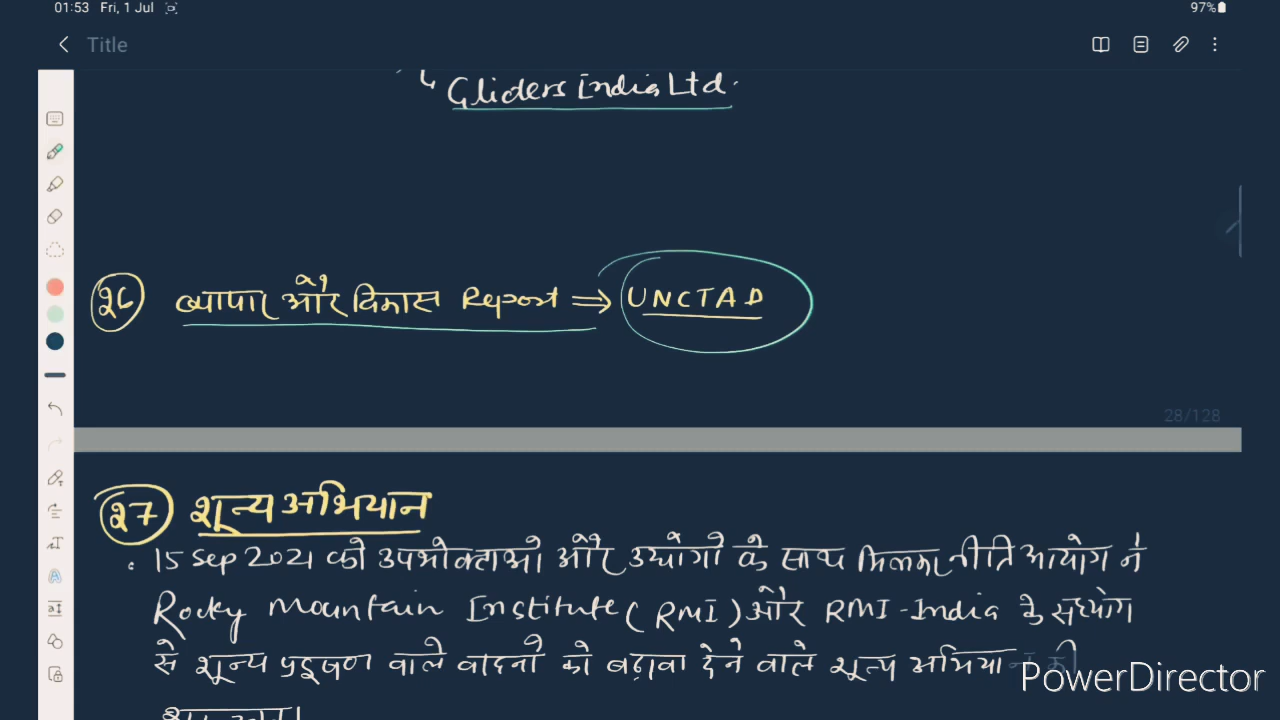 01:53 Fri, 1 Jul
97%
Title
Gliders India Ltd.
26 व्यापार और विकास Report ⇒ UNCTAD
28/128
27 शून्य अभियान
. 15 Sep 2021 को उपभोक्ताओ और उद्योगो के साथ मिलकर नीति आयोग ने
Rocky Mountain Institute (RMI) और RMI-India के सहयोग
से शून्य प्रदूषण वाले वाहनो को बढ़ावा देने वाले शून्य अभियान की
PowerDirector